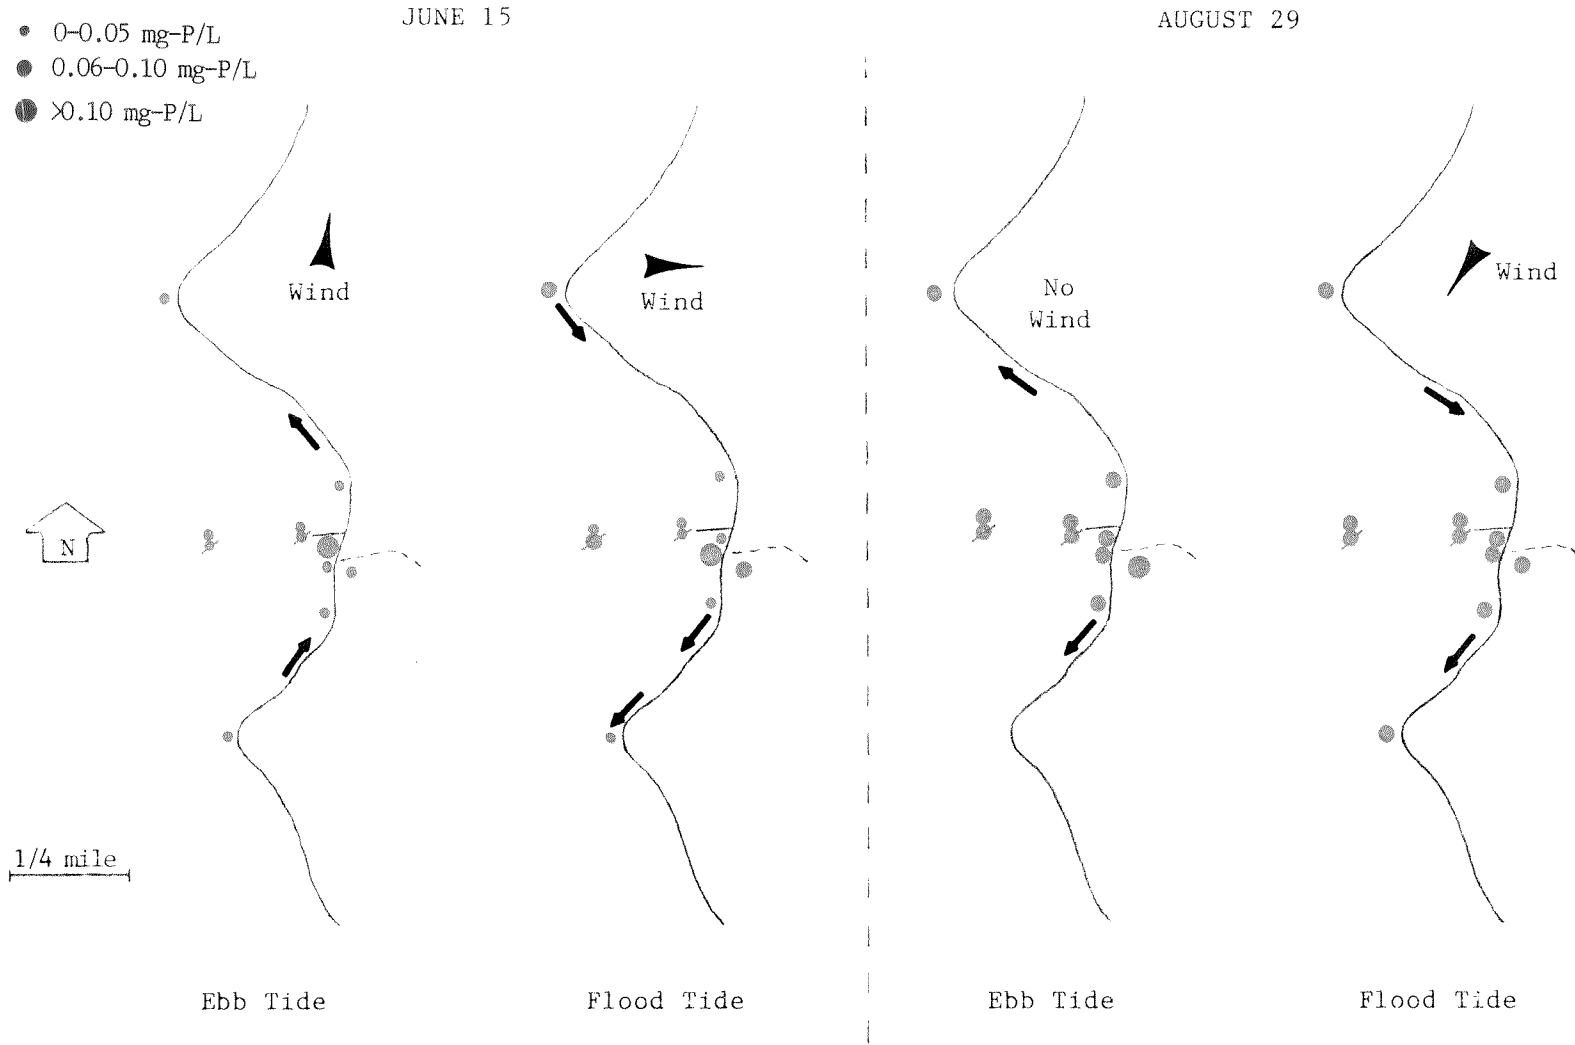 JUNE 15
AUGUST 29
0-0.05 mg-P/L
0.06-0.10 mg-P/L
>0.10 mg-P/L
Wind
Wind
No
Wind
Wind
N
1/4 mile
Ebb Tide
Flood Tide
Ebb Tide
Flood Tide